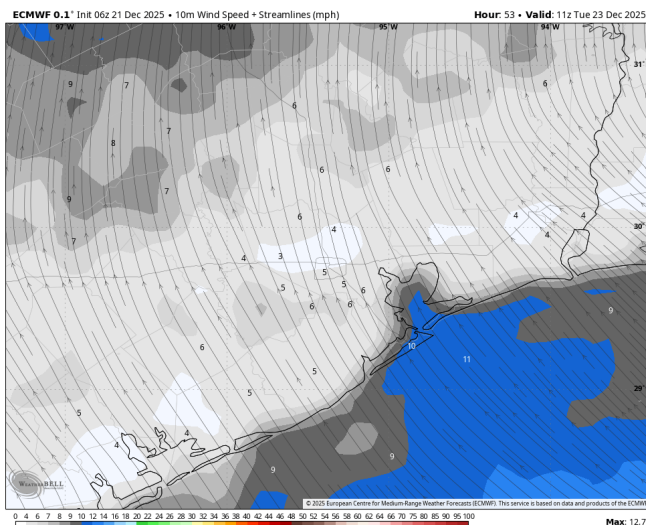 ECMWF 0.1° Init 06z 21 Dec 2025 • 10m Wind Speed + Streamlines (mph) Hour: 53 • Valid: 11z Tue 23 Dec 2025
97°W 96°W 95°W 94°W
31°
9 7 6 6
8 7
6 6
9 7
6 4 4
4 30°
7
4 3
5
5 5 6
6 6
9
6 10
11
5 29°
5
5
4 4
9 9
WeatherBELL
© 2025 European Centre for Medium-Range Weather Forecasts (ECMWF). This service is based on data and products of the ECMWF
0 4 6 7 8 9 10 12 14 16 18 20 22 24 26 28 30 32 34 36 38 40 42 44 46 48 50 52 54 56 58 60 62 64 66 68 70 75 80 85 90 95 100
Max: 12.7